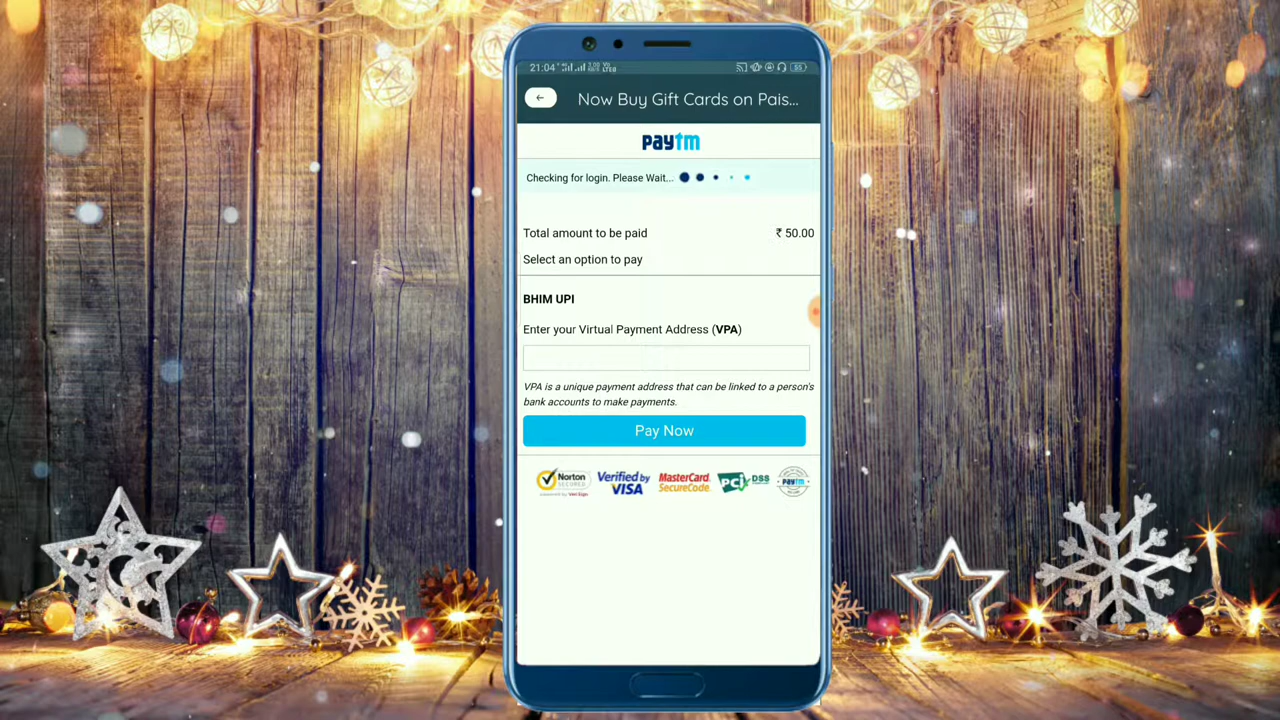 21:04
Now Buy Gift Cards on Pais...
paytm
Checking for login. Please Wait...
Total amount to be paid ₹ 50.00
Select an option to pay
BHIM UPI
Enter your Virtual Payment Address (VPA)
VPA is a unique payment address that can be linked to a person's
bank accounts to make payments.
Pay Now
Norton SECURED Verified by VISA MasterCard. SecureCode. PCI DSS paytm